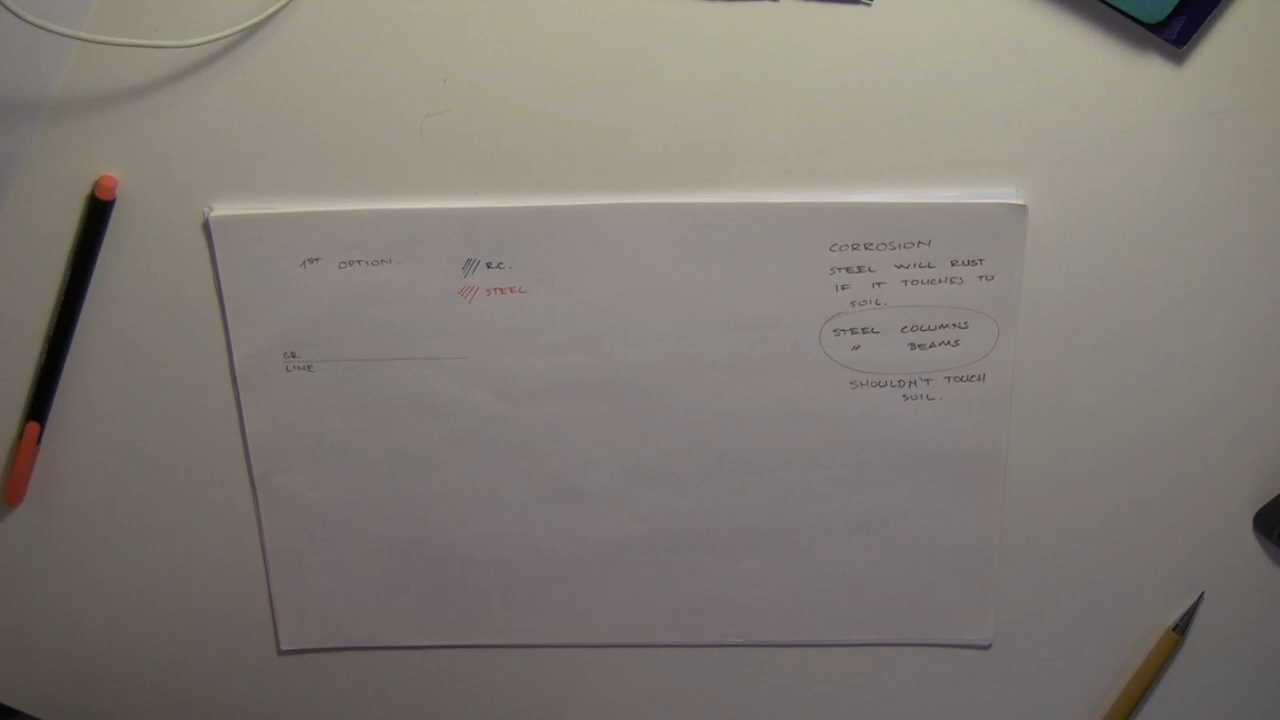 1ST OPTION.
R.C.
STEEL
GR.
LINE
CORROSION
STEEL WILL RUST
IF IT TOUCHES TO
SOIL.
STEEL COLUMNS
" BEAMS
SHOULDN'T TOUCH
SOIL.